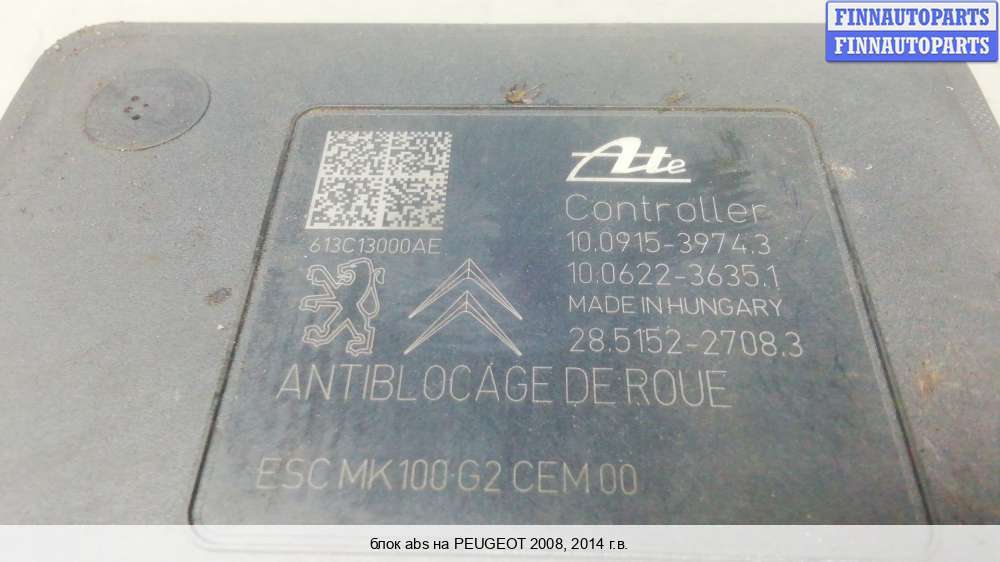 FINNAUTOPARTS
FINNAUTOPARTS
Ate
Controller
613C13000AE
10.0915-3974.3
10.0622-3635.1
MADE IN HUNGARY
28.5152-2708.3
ANTIBLOCAGE DE ROUE
ESC MK100 G2 CEM 00
блок abs на PEUGEOT 2008, 2014 г.в.